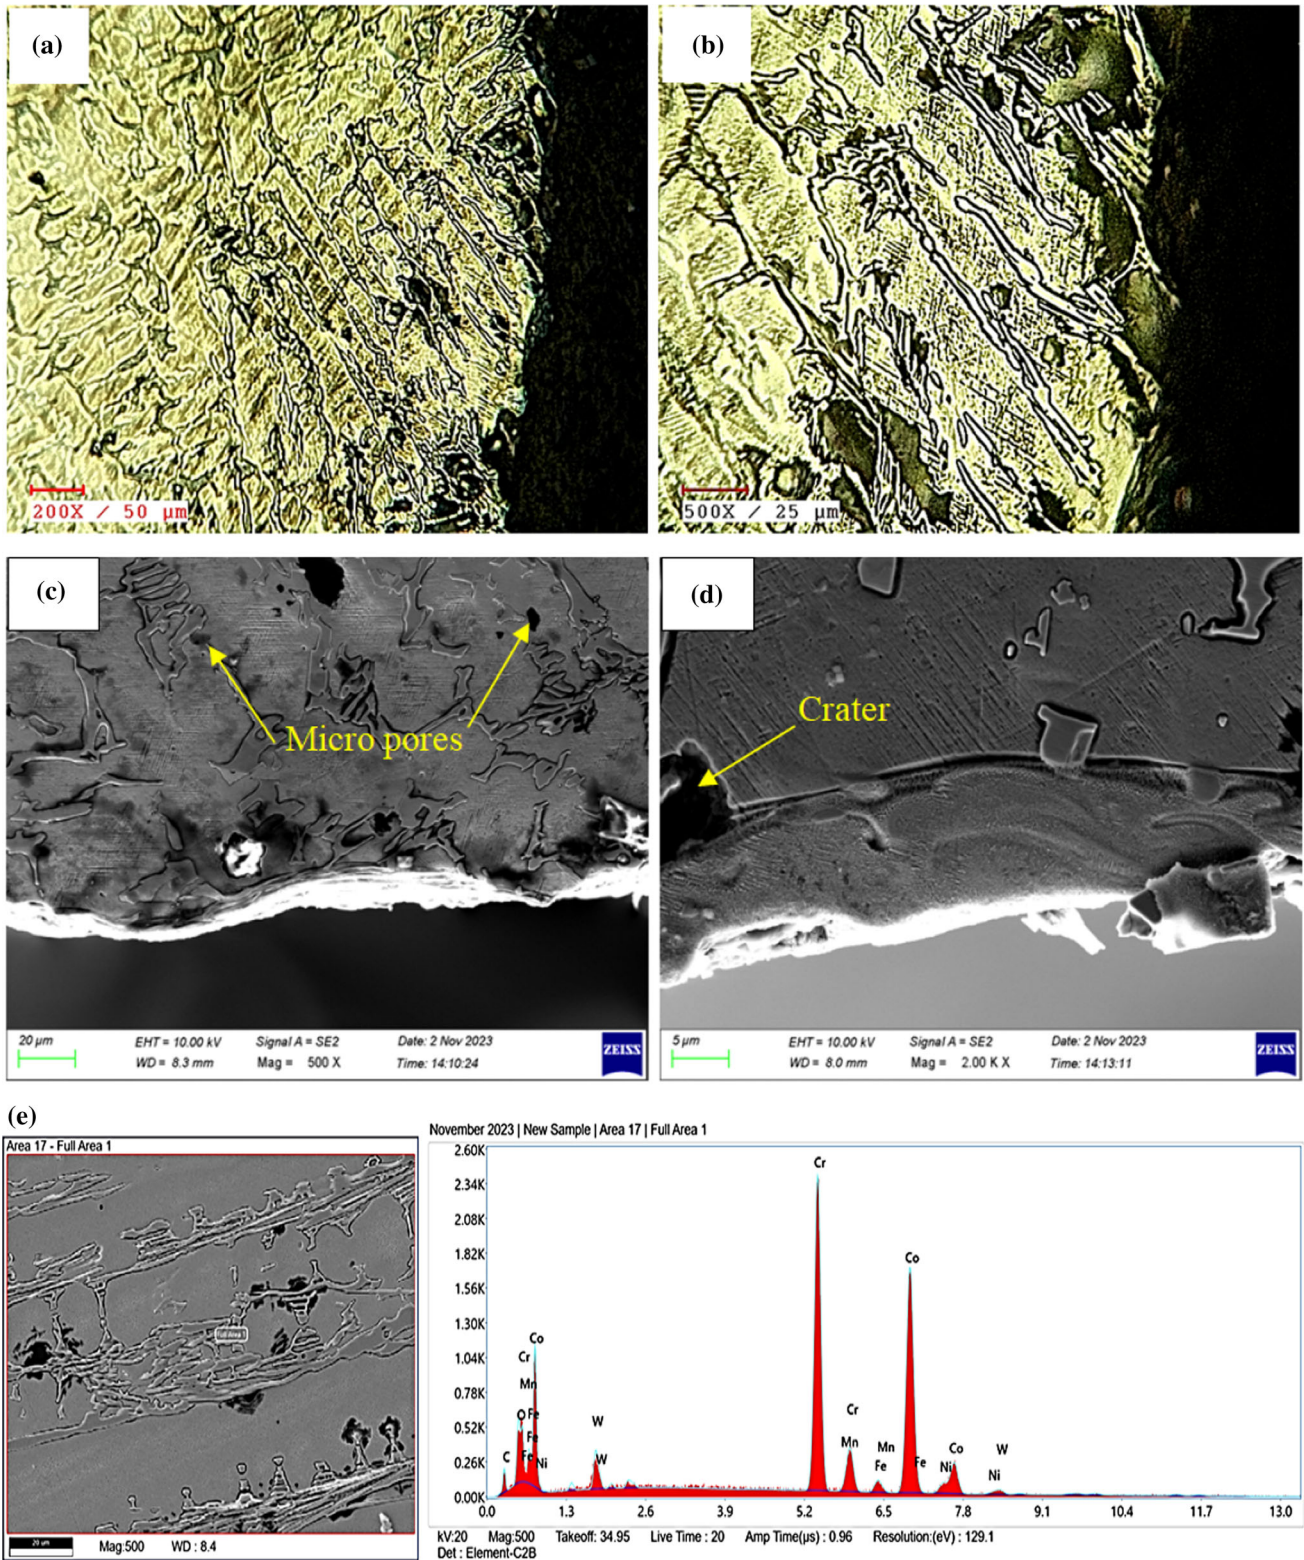 (a)
(b)
200X / 50 μm
500X / 25 μm
(c)
(d)
Micro pores
Crater
20 μm
EHT = 10.00 kV
Signal A = SE2
Date: 2 Nov 2023
WD = 8.3 mm
Mag = 500 X
Time: 14:10:24
ZEISS
5 μm
EHT = 10.00 kV
Signal A = SE2
Date: 2 Nov 2023
WD = 8.0 mm
Mag = 2.00 K X
Time: 14:13:11
ZEISS
(e)
Area 17 - Full Area 1
Full Area 1
20 μm
Mag:500
WD : 8.4
November 2023 | New Sample | Area 17 | Full Area 1
2.60K
2.34K
2.08K
1.82K
1.56K
1.30K
1.04K
0.78K
0.52K
0.26K
0.00K
Cr
Co
Co
Cr
Mn
O Fe
Fe
C Fe Ni
W
W
Cr
Mn
Mn
Fe
Fe
Co
Ni
W
Ni
0.0 1.3 2.6 3.9 5.2 6.5 7.8 9.1 10.4 11.7 13.0
kV:20 Mag:500 Takeoff: 34.95 Live Time : 20 Amp Time(μs) : 0.96 Resolution:(eV) : 129.1
Det : Element-C2B